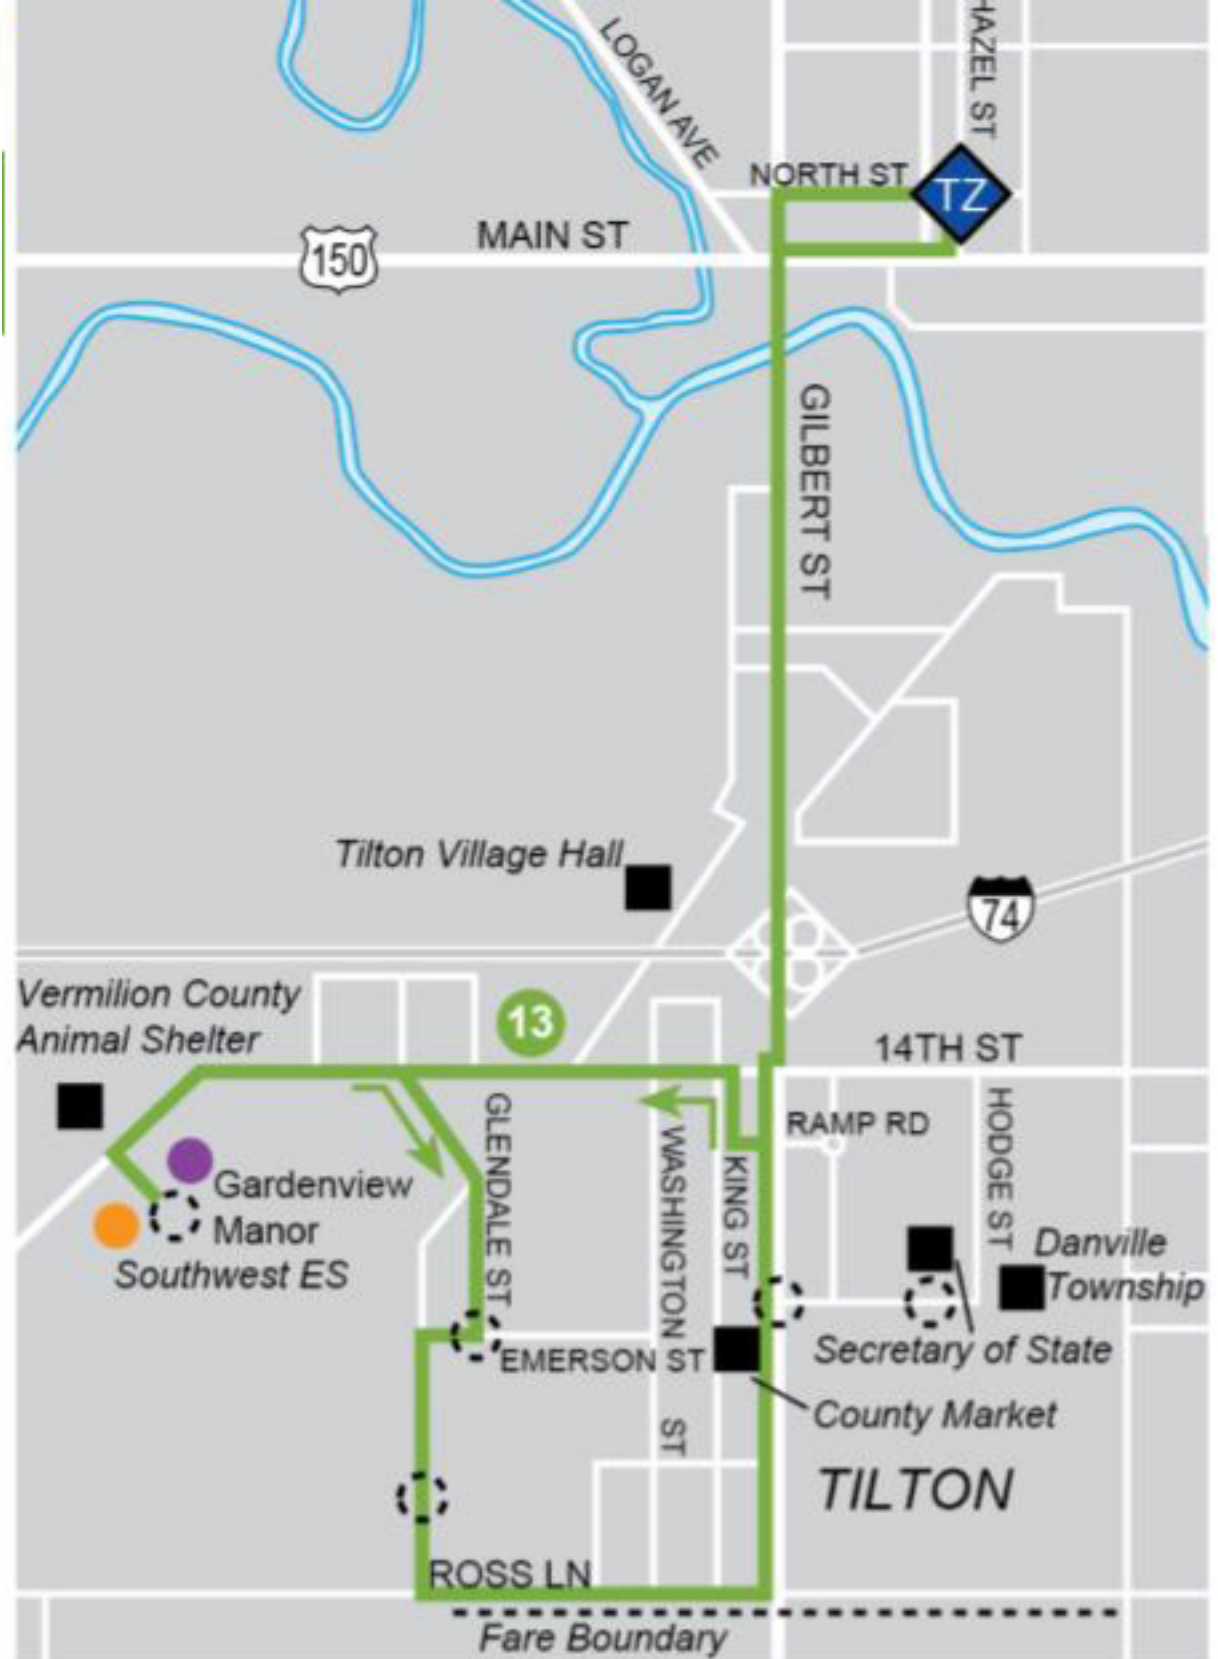 HAZEL ST
LOGAN AVE
NORTH ST
TZ
MAIN ST
150
GILBERT ST
Tilton Village Hall
74
Vermilion County
Animal Shelter
13
14TH ST
GLENDALE ST
WASHINGTON ST
KING ST
RAMP RD
HODGE ST
Gardenview
Manor
Southwest ES
Danville
Township
EMERSON ST
Secretary of State
County Market
TILTON
ROSS LN
Fare Boundary